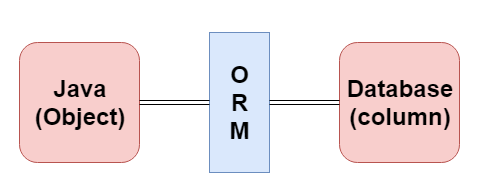 Java
(Object)
O
R
M
Database
(column)